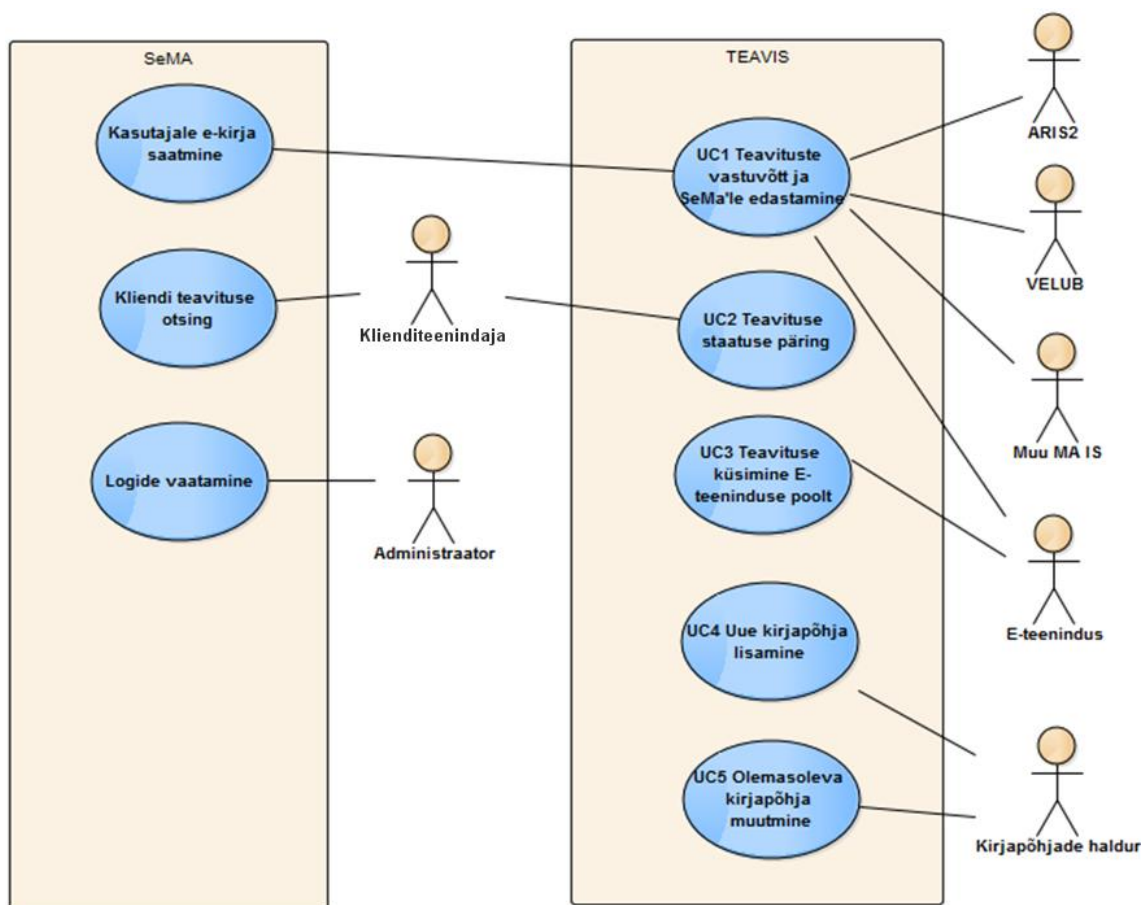 SeMA
Kasutajale e-kirja
saatmine
Kliendi teavituse
otsing
Logide vaatamine
Klienditeenindaja
Administraator
TEAVIS
UC1 Teavituste
vastuvõtt ja
SeMa'le edastamine
UC2 Teavituse
staatuse päring
UC3 Teavituse
küsimine E-
teeninduse poolt
UC4 Uue kirjapõhja
lisamine
UC5 Olemasoleva
kirjapõhja
muutmine
ARIS2
VELUB
Muu MA IS
E-teenindus
Kirjapõhjade haldur